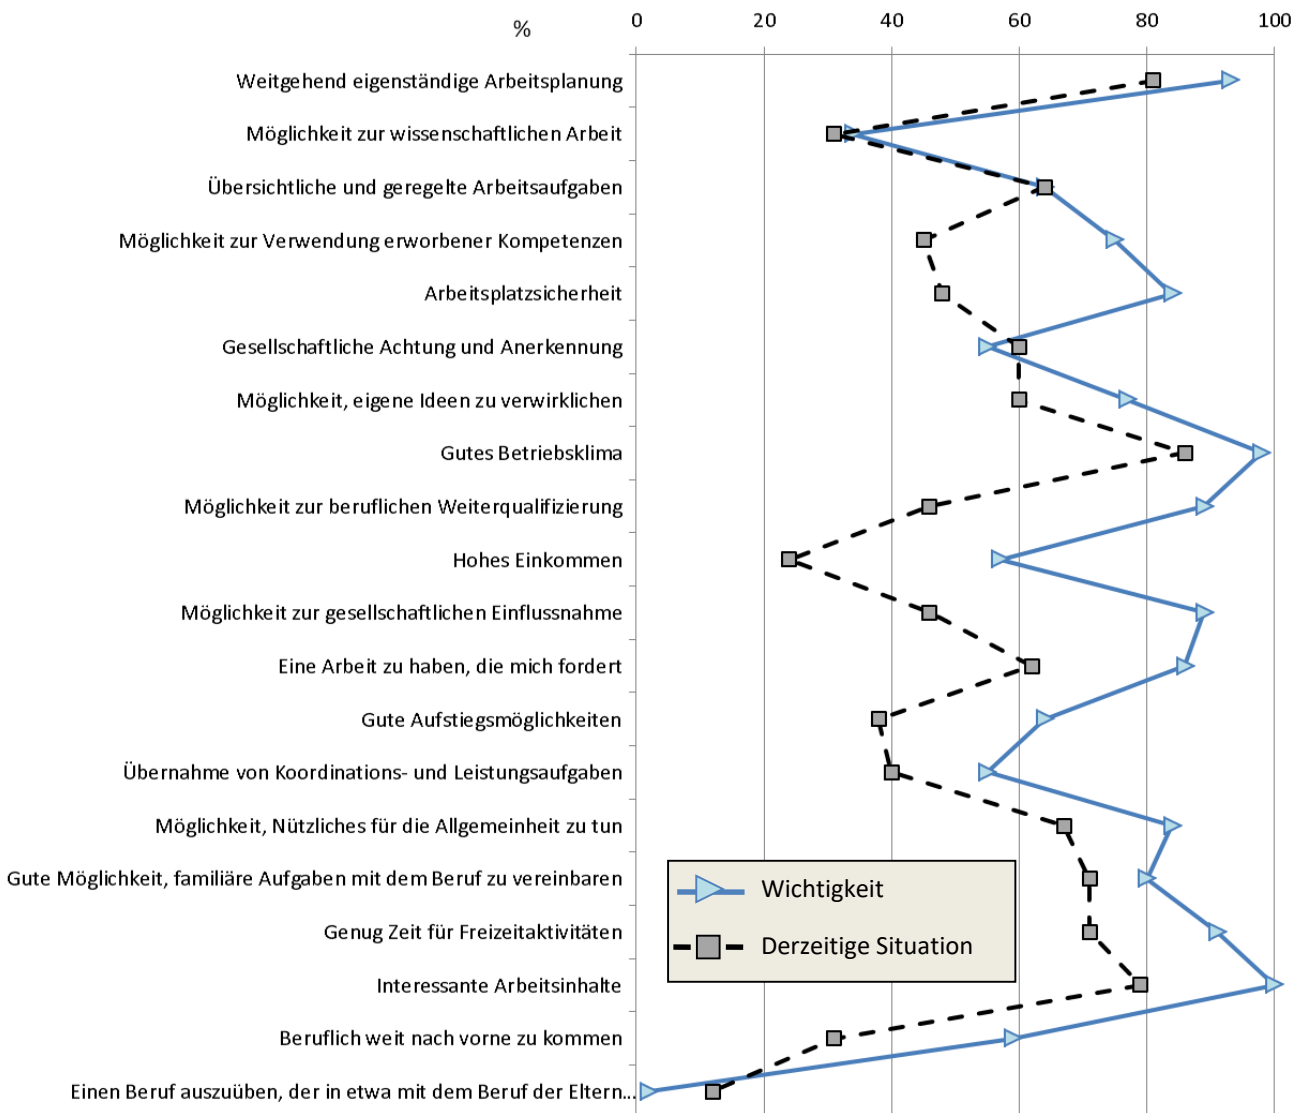 % 0 20 40 60 80 100
Weitgehend eigenständige Arbeitsplanung
Möglichkeit zur wissenschaftlichen Arbeit
Übersichtliche und geregelte Arbeitsaufgaben
Möglichkeit zur Verwendung erworbener Kompetenzen
Arbeitsplatzsicherheit
Gesellschaftliche Achtung und Anerkennung
Möglichkeit, eigene Ideen zu verwirklichen
Gutes Betriebsklima
Möglichkeit zur beruflichen Weiterqualifizierung
Hohes Einkommen
Möglichkeit zur gesellschaftlichen Einflussnahme
Eine Arbeit zu haben, die mich fordert
Gute Aufstiegsmöglichkeiten
Übernahme von Koordinations- und Leistungsaufgaben
Möglichkeit, Nützliches für die Allgemeinheit zu tun
Gute Möglichkeit, familiäre Aufgaben mit dem Beruf zu vereinbaren
Genug Zeit für Freizeitaktivitäten
Interessante Arbeitsinhalte
Beruflich weit nach vorne zu kommen
Einen Beruf auszuüben, der in etwa mit dem Beruf der Eltern...
Wichtigkeit
Derzeitige Situation